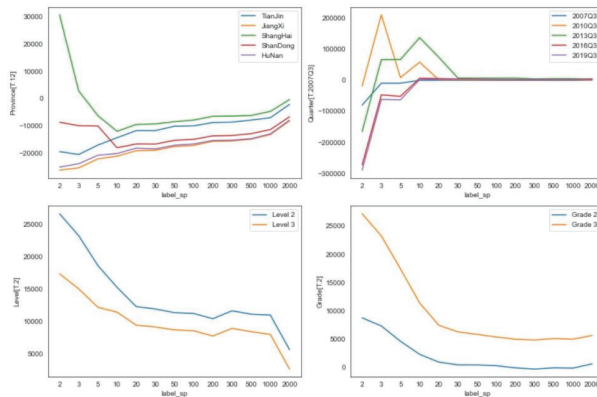 30000
20000
10000
0
-10000
-20000
Province[T.12]
2 3 5 10 20 30 50 100 200 300 500 1000 2000
label_sp
TianJin
JiangXi
ShangHai
ShanDong
HuNan
200000
100000
0
-100000
-200000
-300000
Quarter[T.2007Q3]
2 3 5 10 20 30 50 100 200 300 500 1000 2000
label_sp
2007Q3
2010Q3
2013Q3
2016Q3
2019Q3
25000
20000
15000
10000
5000
Level[T.2]
2 3 5 10 20 30 50 100 200 300 500 1000 2000
label_sp
Level 2
Level 3
25000
20000
15000
10000
5000
0
Grade[T.2]
2 3 5 10 20 30 50 100 200 300 500 1000 2000
label_sp
Grade 2
Grade 3